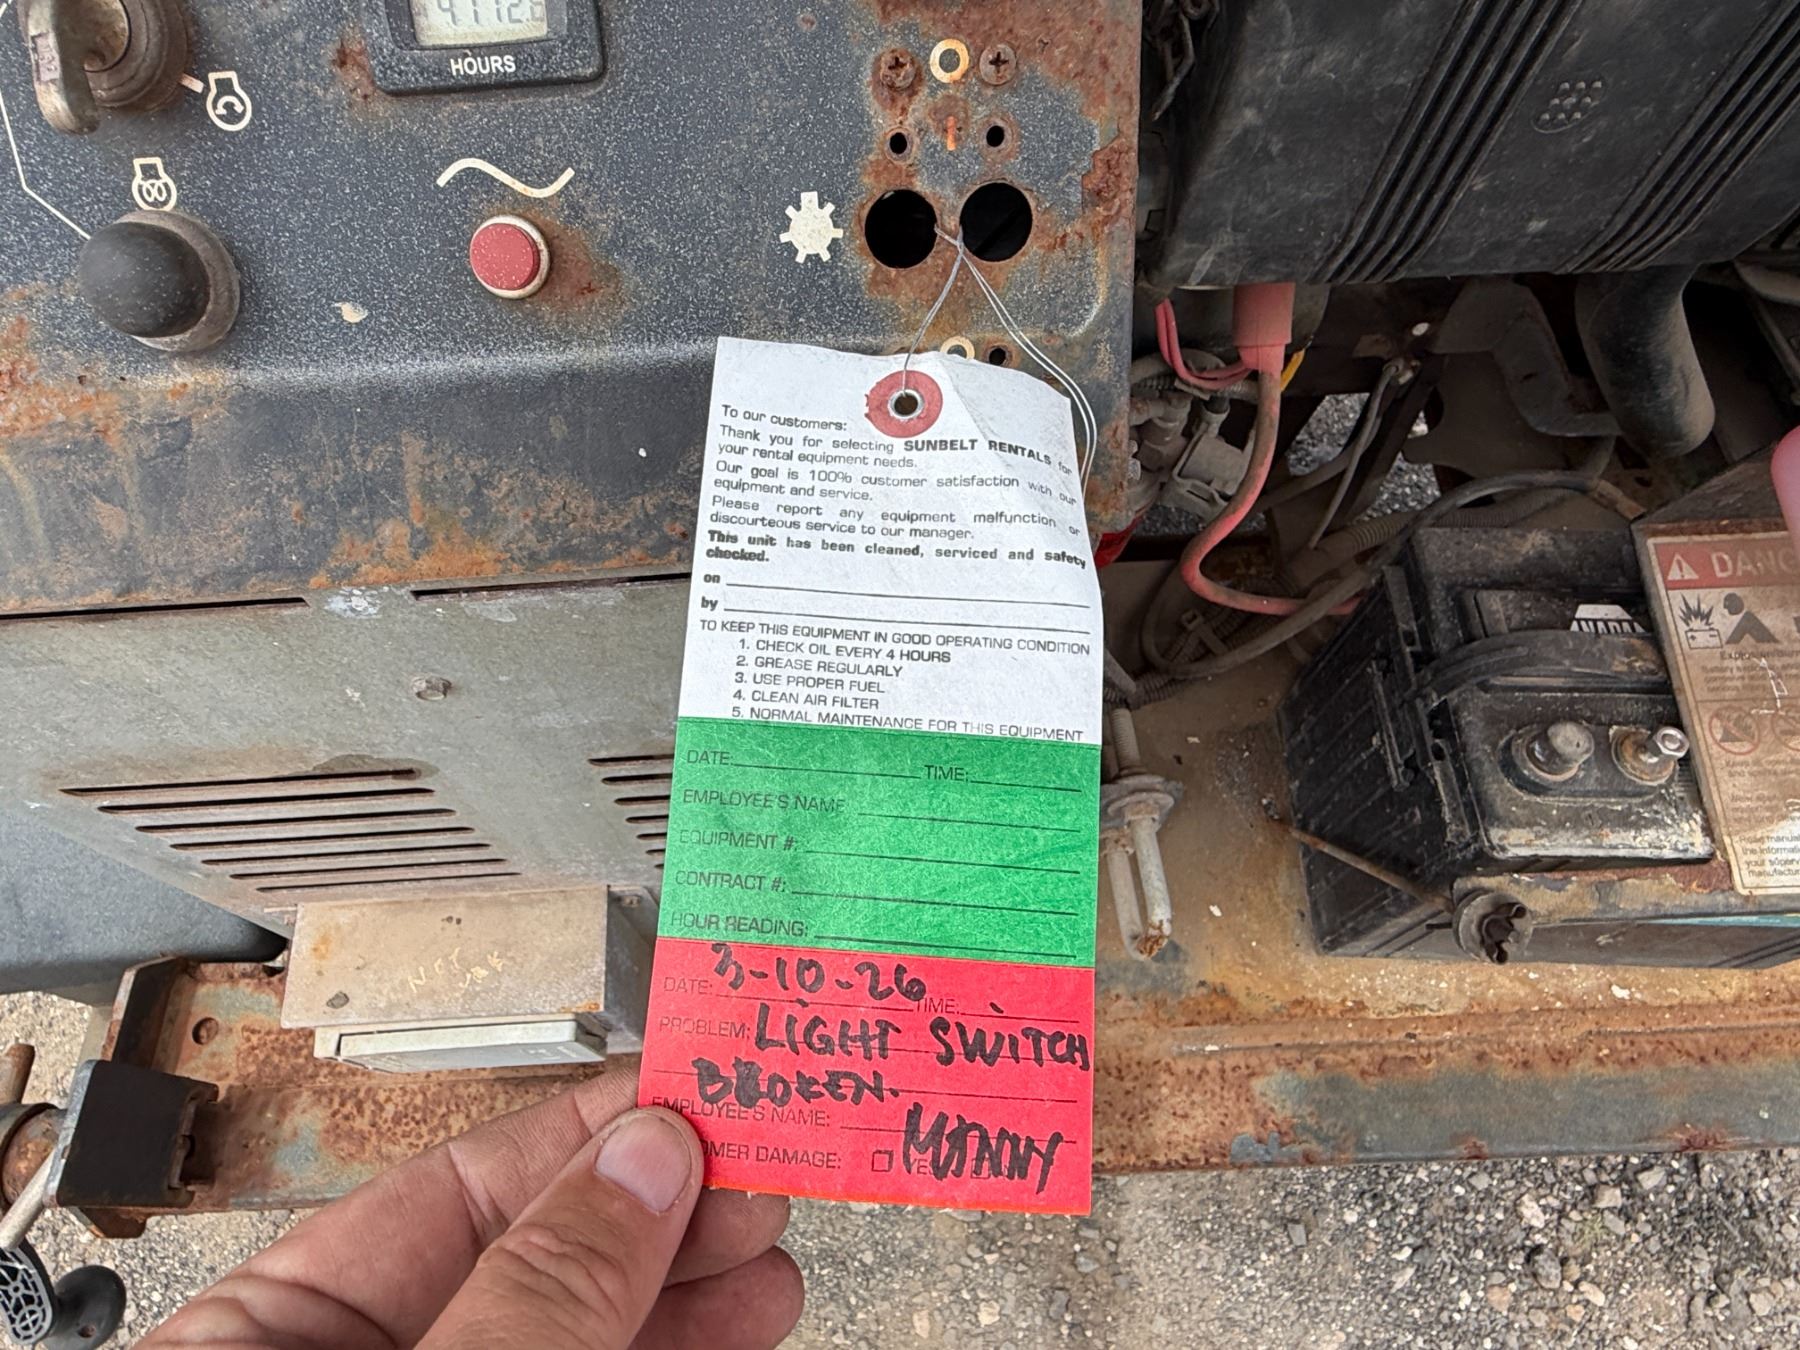 HOURS
To our customers:
Thank you for selecting SUNBELT RENTALS for
your rental equipment needs.
Our goal is 100% customer satisfaction with our
equipment and service.
Please report any equipment malfunction or
discourteous service to our manager.
This unit has been cleaned, serviced and safety
checked.
on
by
TO KEEP THIS EQUIPMENT IN GOOD OPERATING CONDITION
1. CHECK OIL EVERY 4 HOURS
2. GREASE REGULARLY
3. USE PROPER FUEL
4. CLEAN AIR FILTER
5. NORMAL MAINTENANCE FOR THIS EQUIPMENT
DATE: TIME:
EMPLOYEE'S NAME
EQUIPMENT #:
CONTRACT #:
HOUR READING:
DATE: 3-10-26 TIME:
PROBLEM: LIGHT SWITCH
BROKEN.
EMPLOYEE'S NAME: MANNY
OMER DAMAGE: YES
DANG